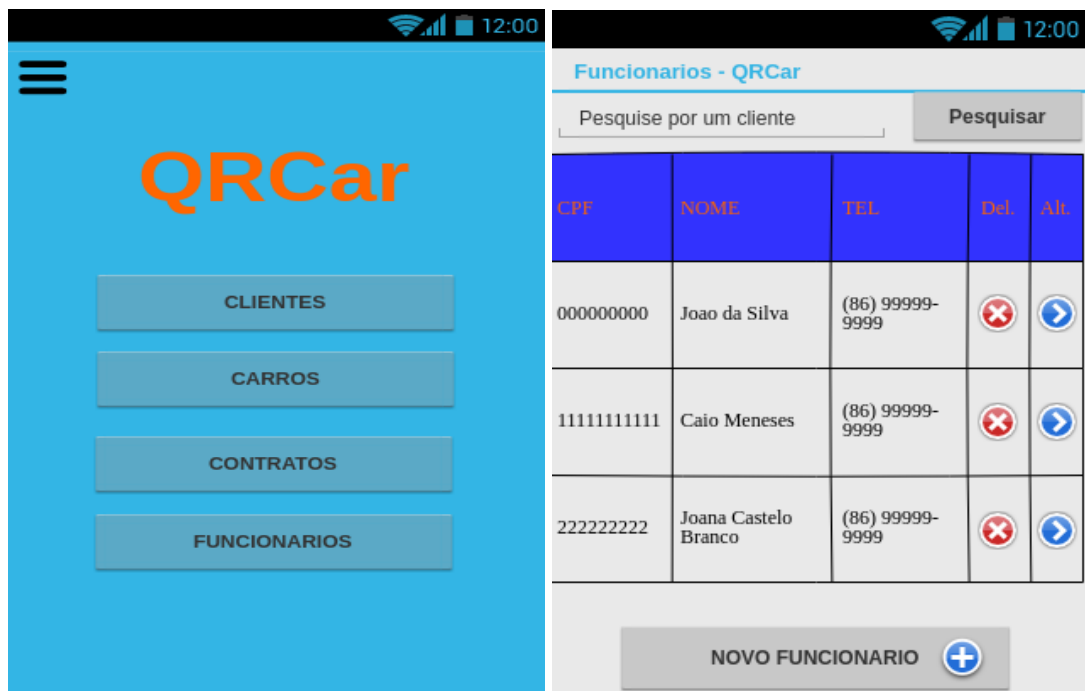 12:00
QRCar
CLIENTES
CARROS
CONTRATOS
FUNCIONARIOS
12:00
Funcionarios - QRCar
Pesquise por um cliente Pesquisar
CPF NOME TEL Del. Alt.
000000000 Joao da Silva (86) 99999-
9999
11111111111 Caio Meneses (86) 99999-
9999
222222222 Joana Castelo
Branco (86) 99999-
9999
NOVO FUNCIONARIO